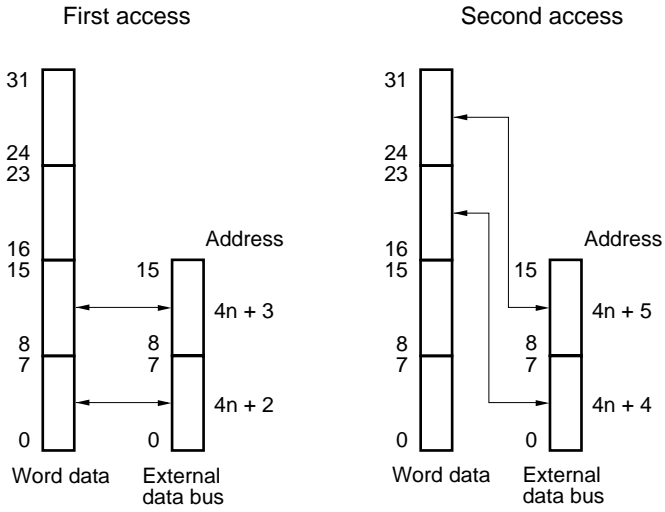 First access
31
24
23
16
15
8
7
0
Word data
Address
15
4n + 3
8
7
4n + 2
0
External
data bus
Second access
31
24
23
16
15
8
7
0
Word data
Address
15
4n + 5
8
7
4n + 4
0
External
data bus